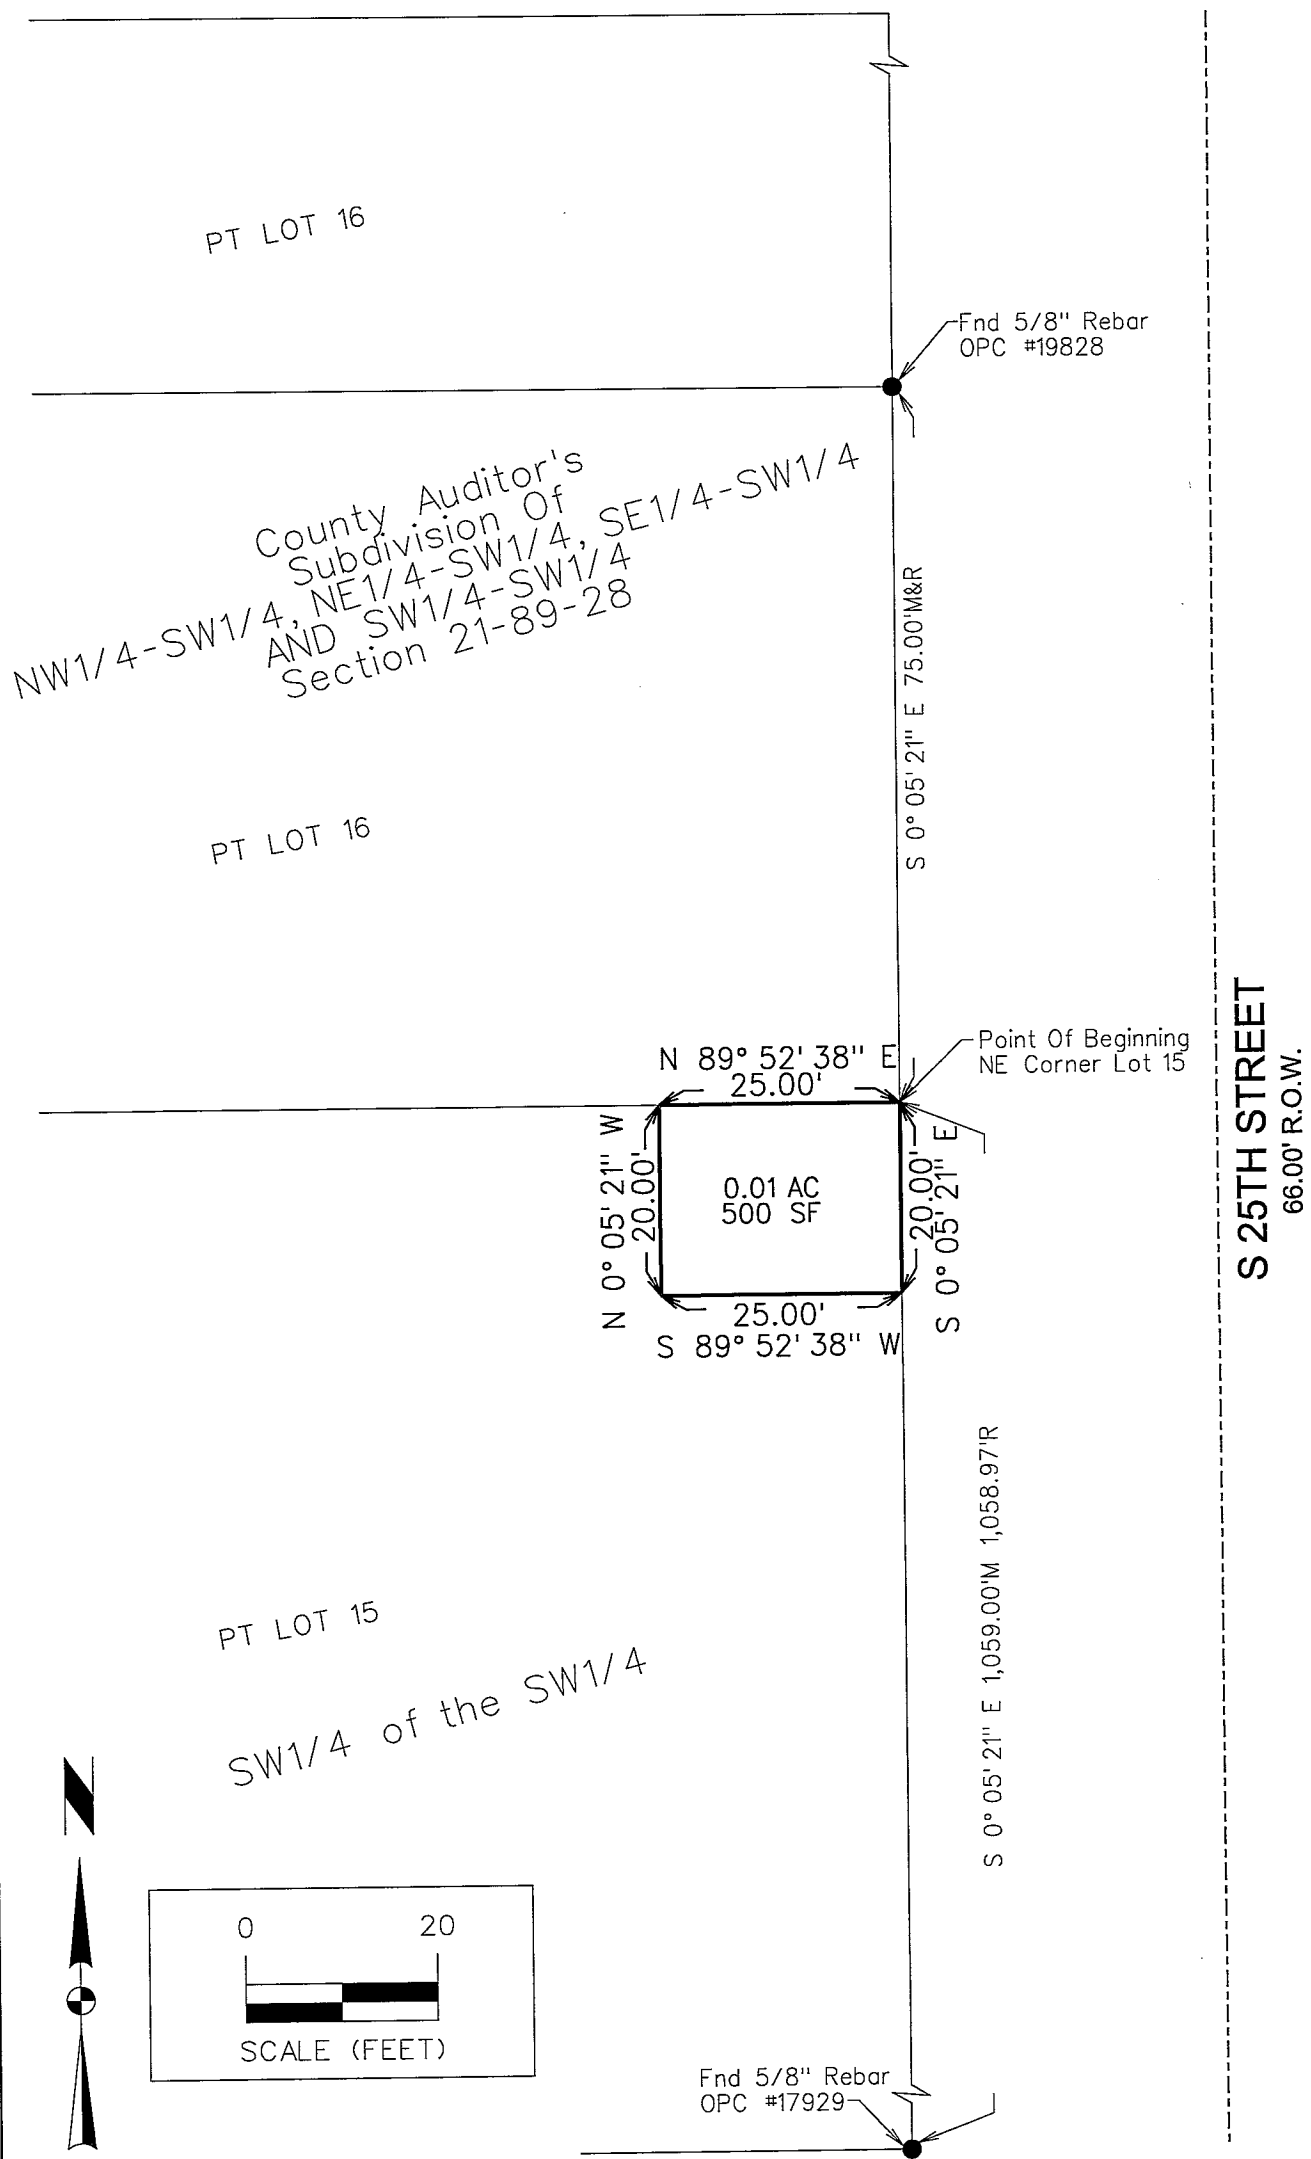 PT LOT 16
Fnd 5/8" Rebar
OPC #19828
County Auditor's
Subdivision Of
NW1/4-SW1/4, NE1/4-SW1/4, SE1/4-SW1/4
AND SW1/4-SW1/4
Section 21-89-28
S 0° 05' 21" E 75.00'M&R
PT LOT 16
Point Of Beginning
NE Corner Lot 15
N 89° 52' 38" E
25.00'
N 0° 05' 21" W
20.00'
0.01 AC
500 SF
20.00'
S 0° 05' 21" E
25.00'
S 89° 52' 38" W
S 25TH STREET
66.00' R.O.W.
S 0° 05' 21" E 1,059.00'M 1,058.97'R
PT LOT 15
SW1/4 of the SW1/4
N
0 20
SCALE (FEET)
Fnd 5/8" Rebar
OPC #17929